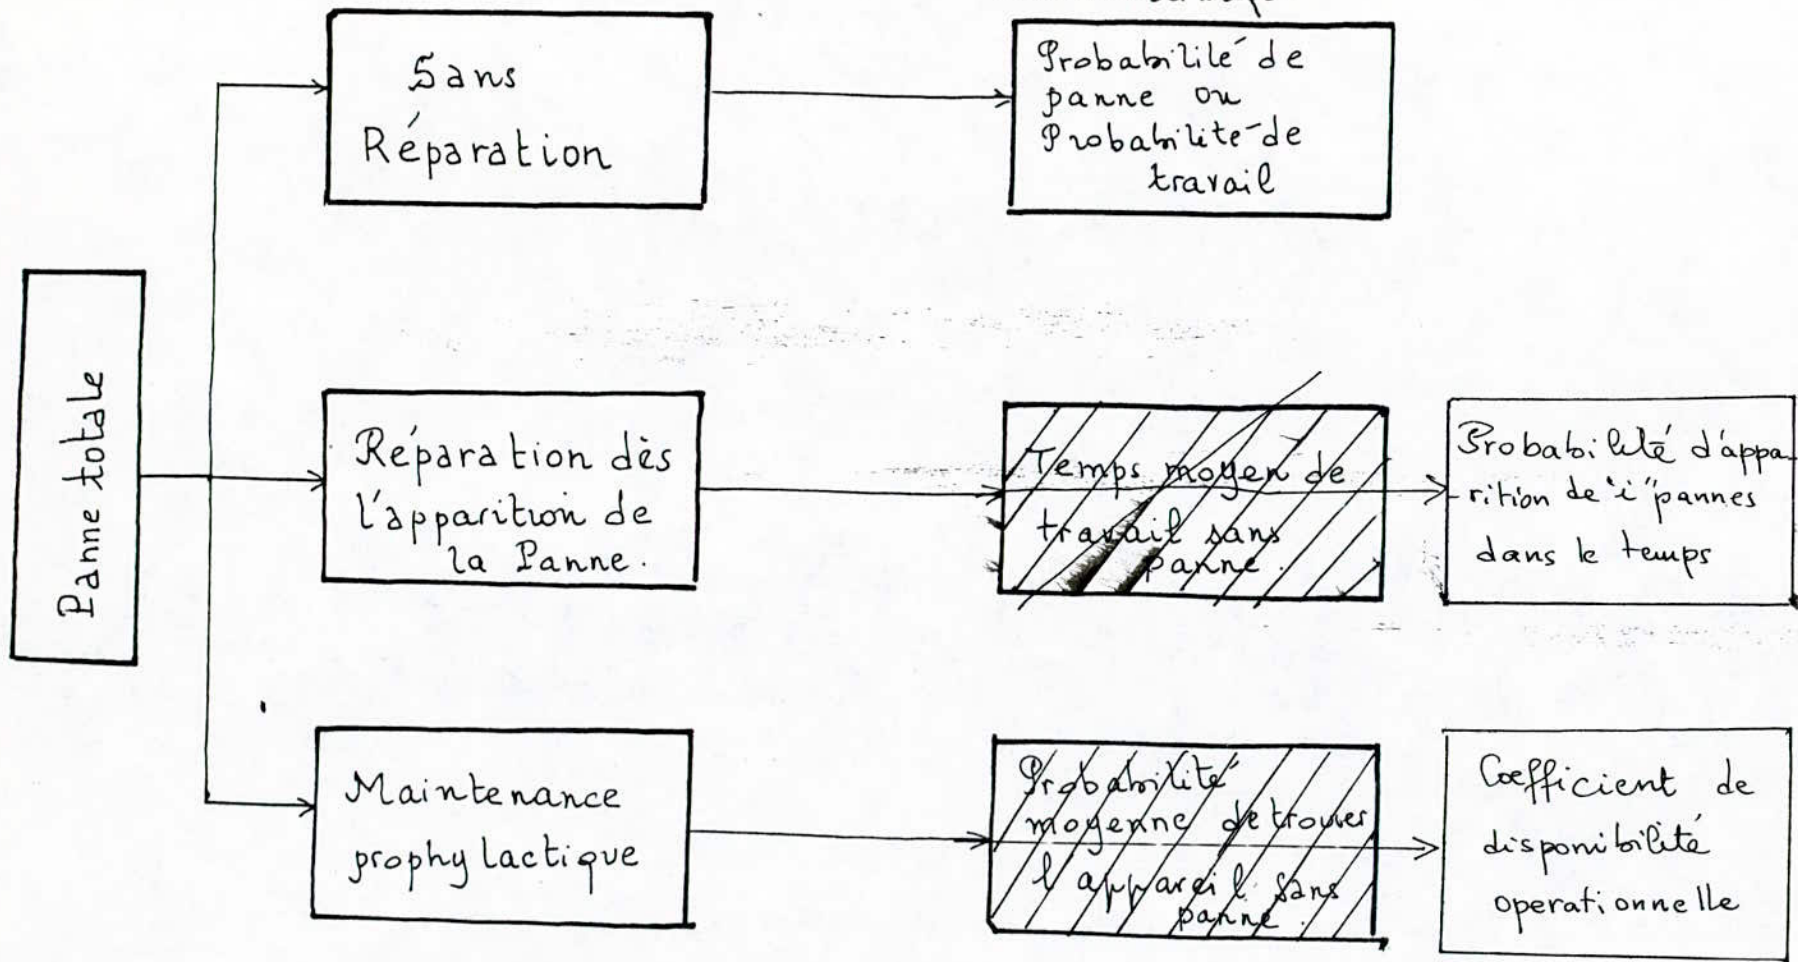 Panne totale
Sans
Réparation
Probabilité de
panne ou
Probabilité de
travail
Réparation dès
l'apparition de
la Panne.
Temps moyen de
travail sans
panne.
Probabilité d'appa-
-rition de "i" pannes
dans le temps
Maintenance
prophylactique
Probabilité
moyenne de trouver
l'appareil sans
panne.
Coefficient de
disponibilité
operationnelle